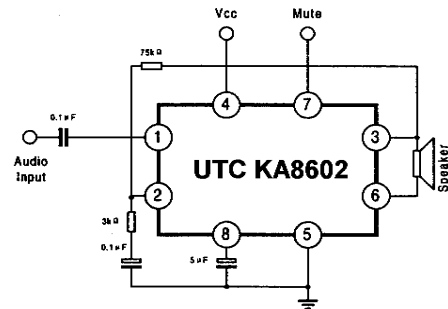 Vcc
Mute
75kΩ
4
7
0.1μF
1
3
Audio
Input
UTC KA8602
Speaker
2
6
3kΩ
8
5
0.1μF
5μF